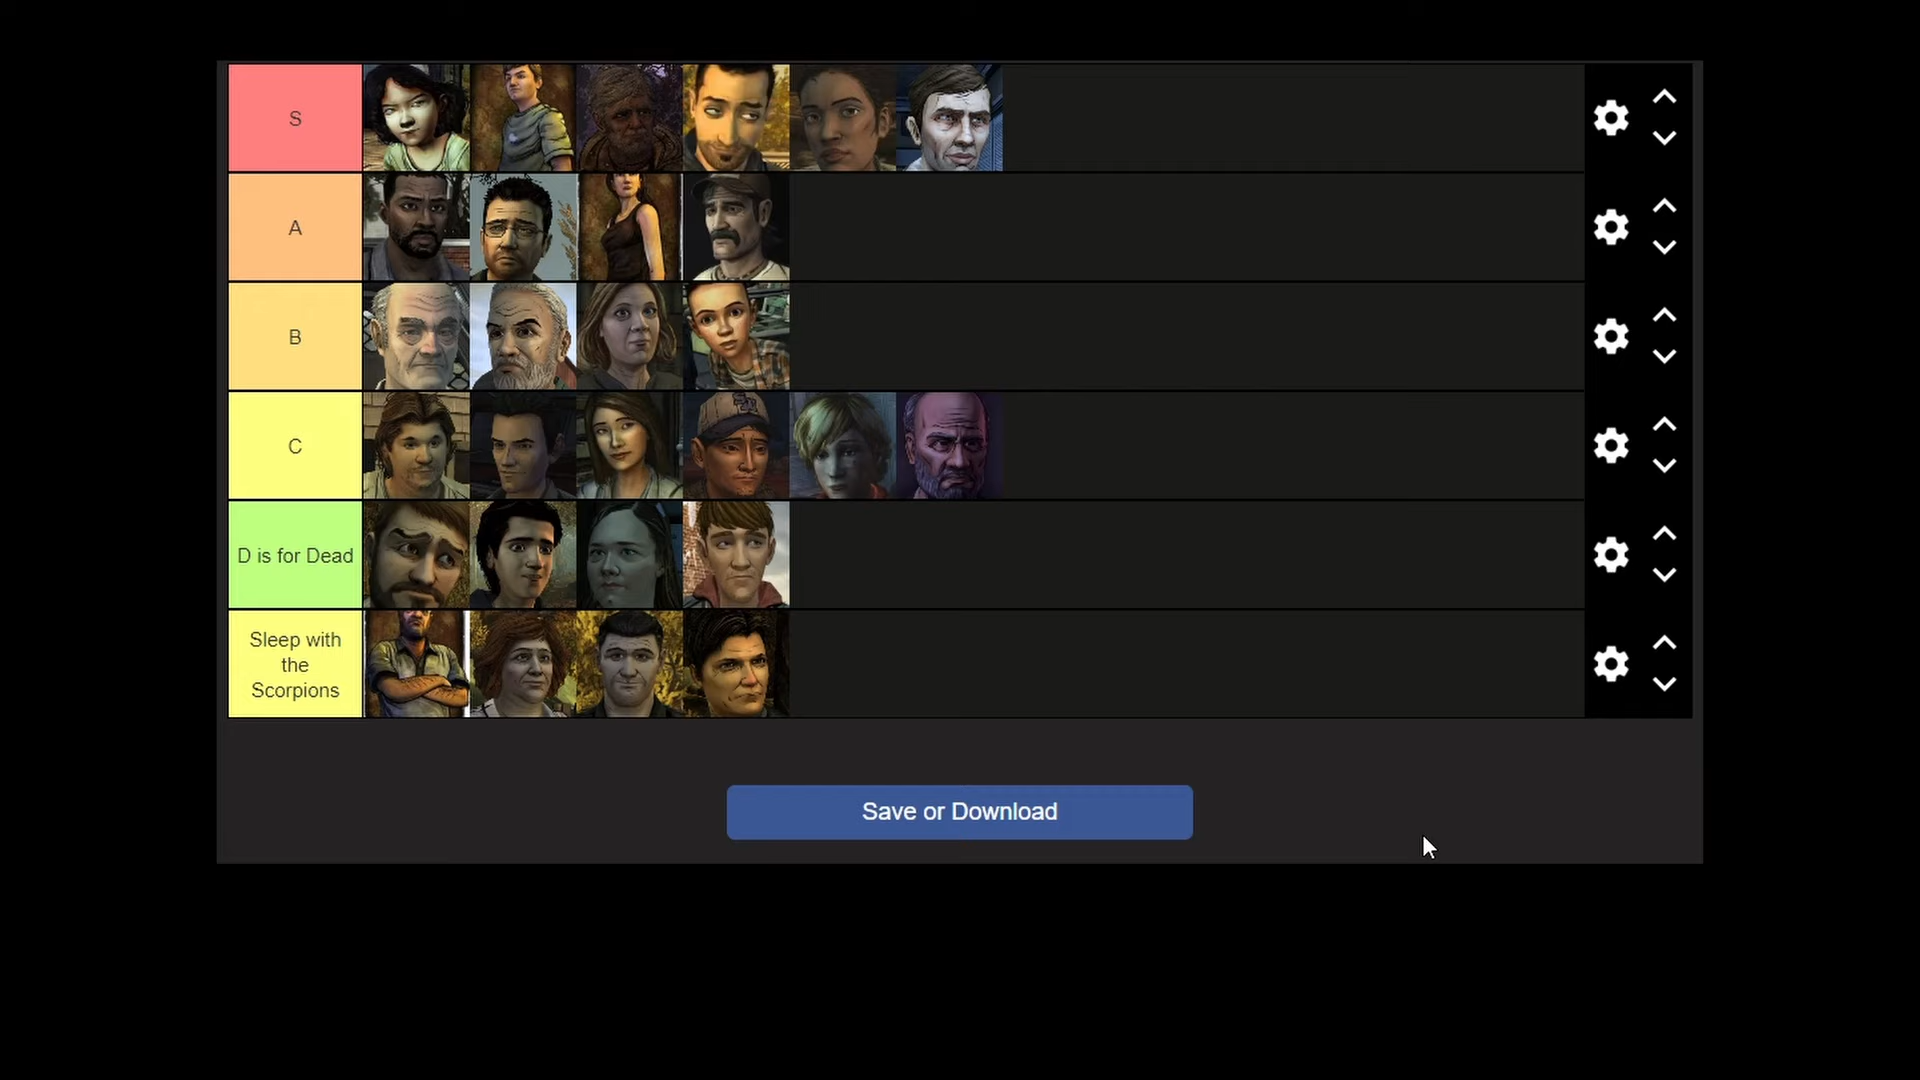 S
A
B
C
D is for Dead
Sleep with
the
Scorpions
Save or Download